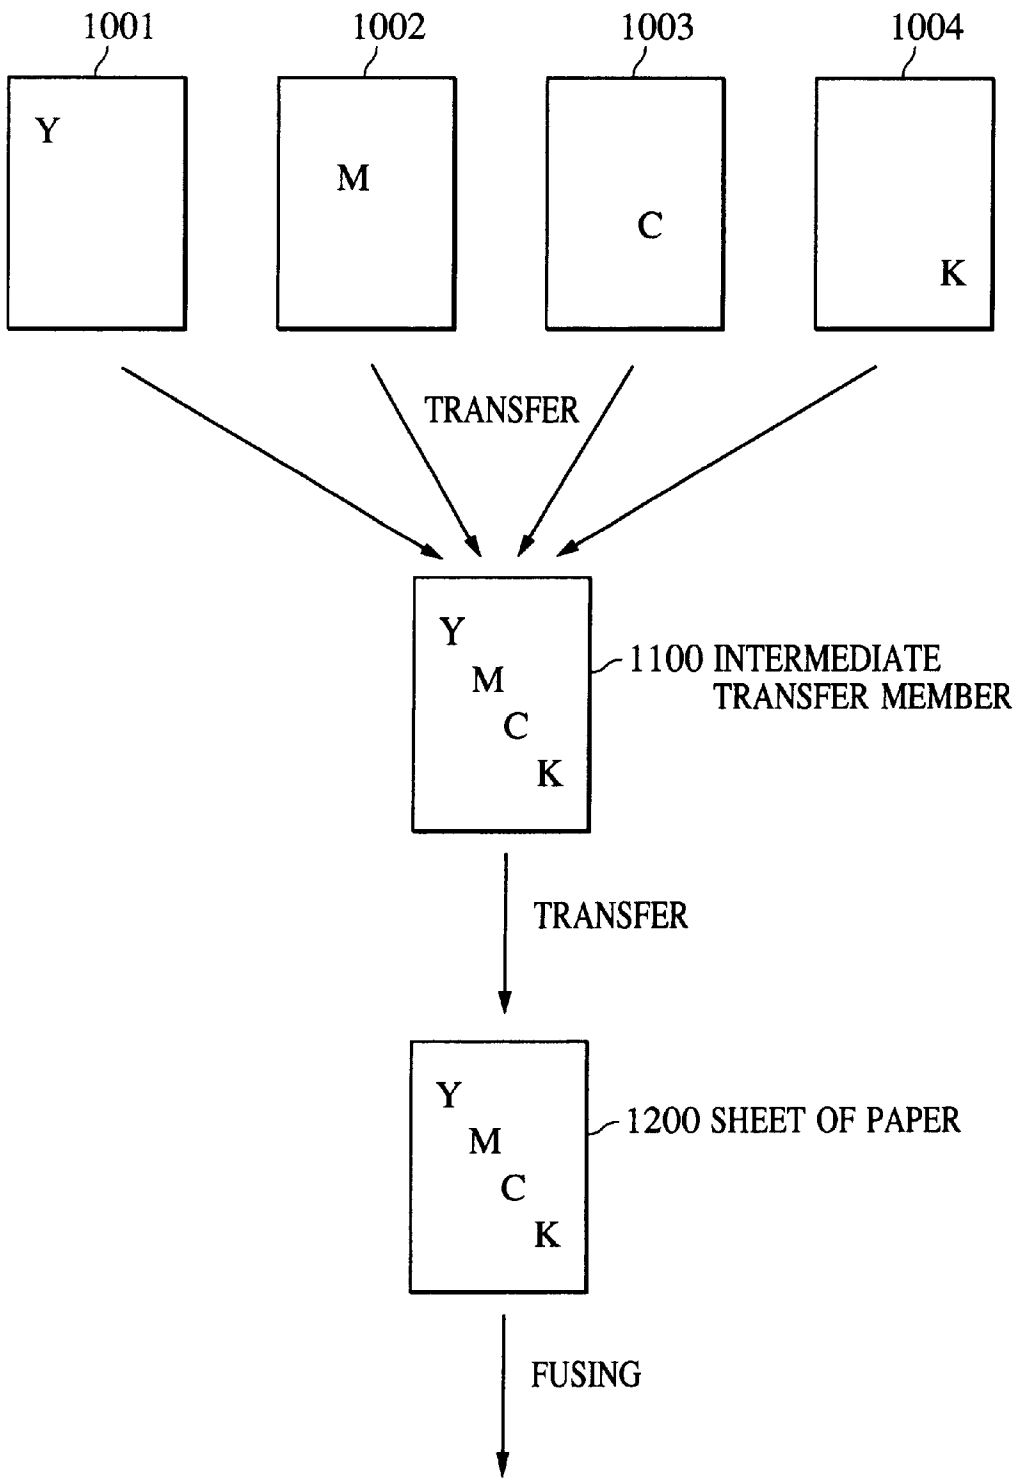 1001 1002 1003 1004
Y
M
C
K
TRANSFER
Y
M
C
K
1100 INTERMEDIATE
TRANSFER MEMBER
TRANSFER
Y
M
C
K
1200 SHEET OF PAPER
FUSING